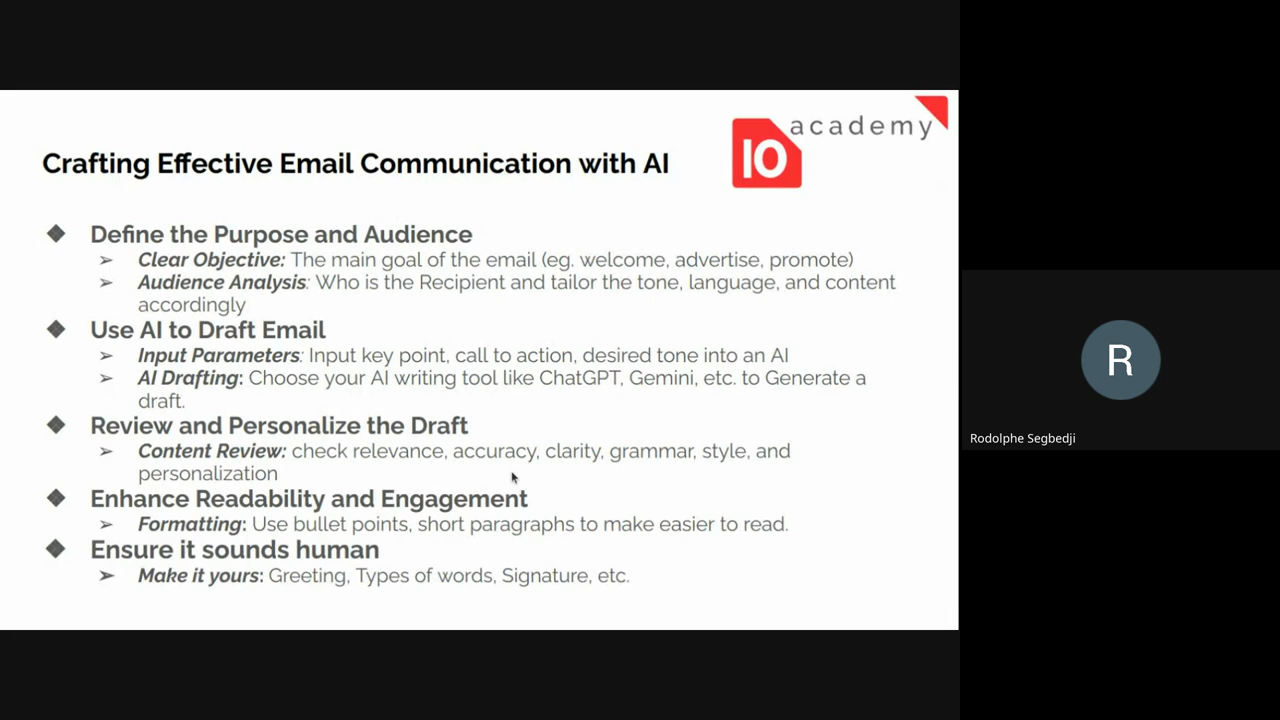 academy
10
Crafting Effective Email Communication with AI
❖ Define the Purpose and Audience
➢ Clear Objective: The main goal of the email (eg. welcome, advertise, promote)
➢ Audience Analysis: Who is the Recipient and tailor the tone, language, and content
accordingly
❖ Use AI to Draft Email
➢ Input Parameters: Input key point, call to action, desired tone into an AI
➢ AI Drafting: Choose your AI writing tool like ChatGPT, Gemini, etc. to Generate a
draft.
❖ Review and Personalize the Draft
➢ Content Review: check relevance, accuracy, clarity, grammar, style, and
personalization
❖ Enhance Readability and Engagement
➢ Formatting: Use bullet points, short paragraphs to make easier to read.
❖ Ensure it sounds human
➢ Make it yours: Greeting, Types of words, Signature, etc.
R
Rodolphe Segbedji